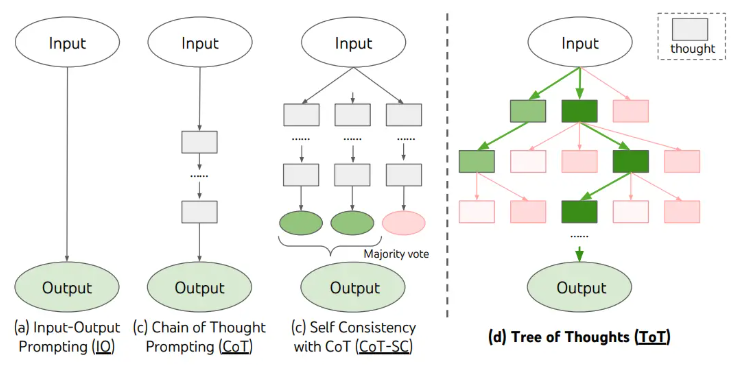 Input
Input
Input
Input
thought
......
......
......
......
......
Majority vote
Output
Output
Output
Output
(a) Input-Output
Prompting (IO)
(c) Chain of Thought
Prompting (CoT)
(c) Self Consistency
with CoT (CoT-SC)
(d) Tree of Thoughts (ToT)